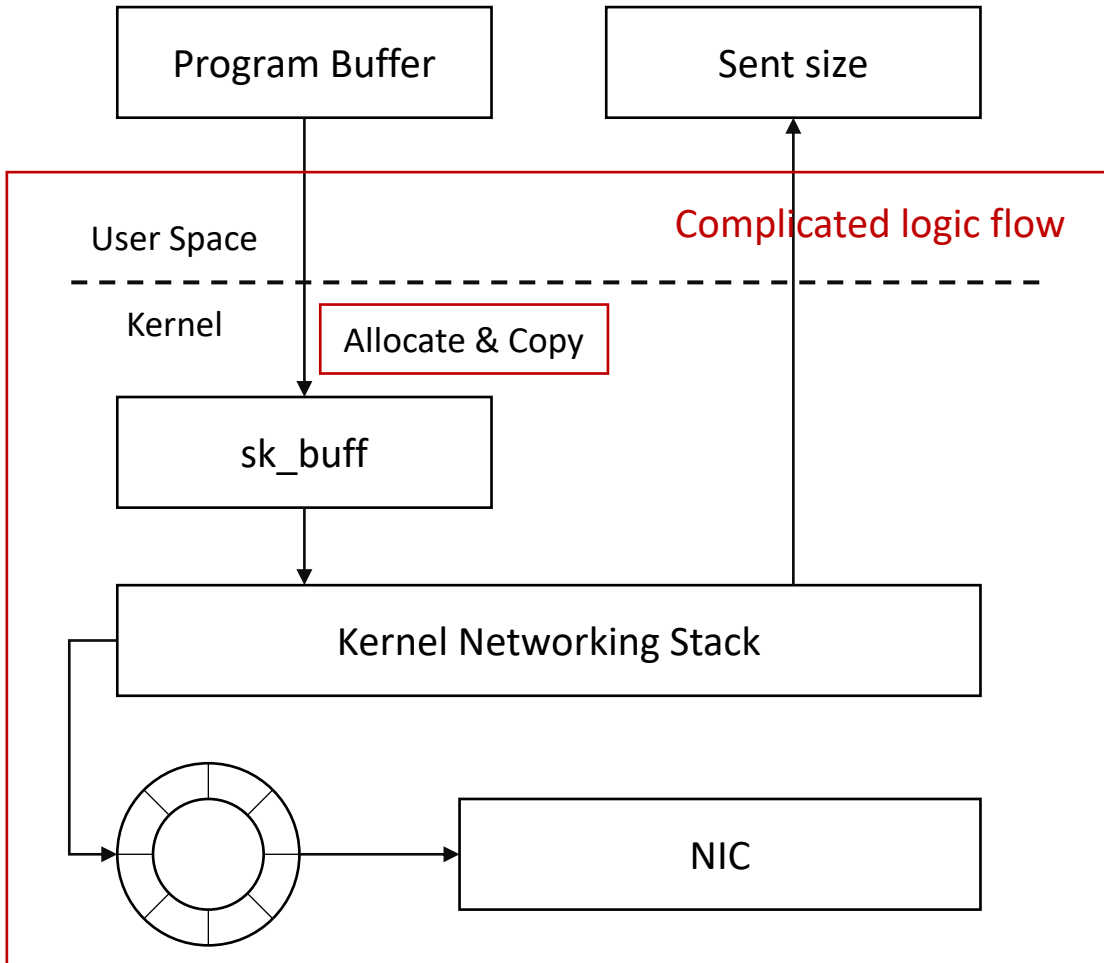 Program Buffer
Sent size
Complicated logic flow
User Space
Kernel
Allocate & Copy
sk_buff
Kernel Networking Stack
NIC